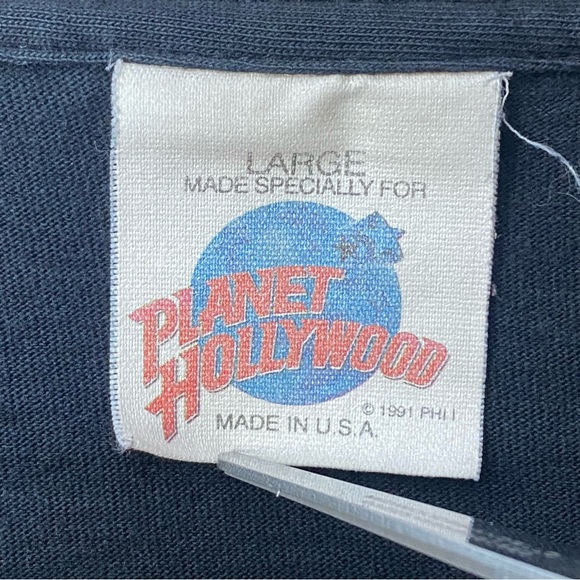 LARGE
MADE SPECIALLY FOR
PLANET
HOLLYWOOD
© 1991 PHI I
MADE IN U.S.A.